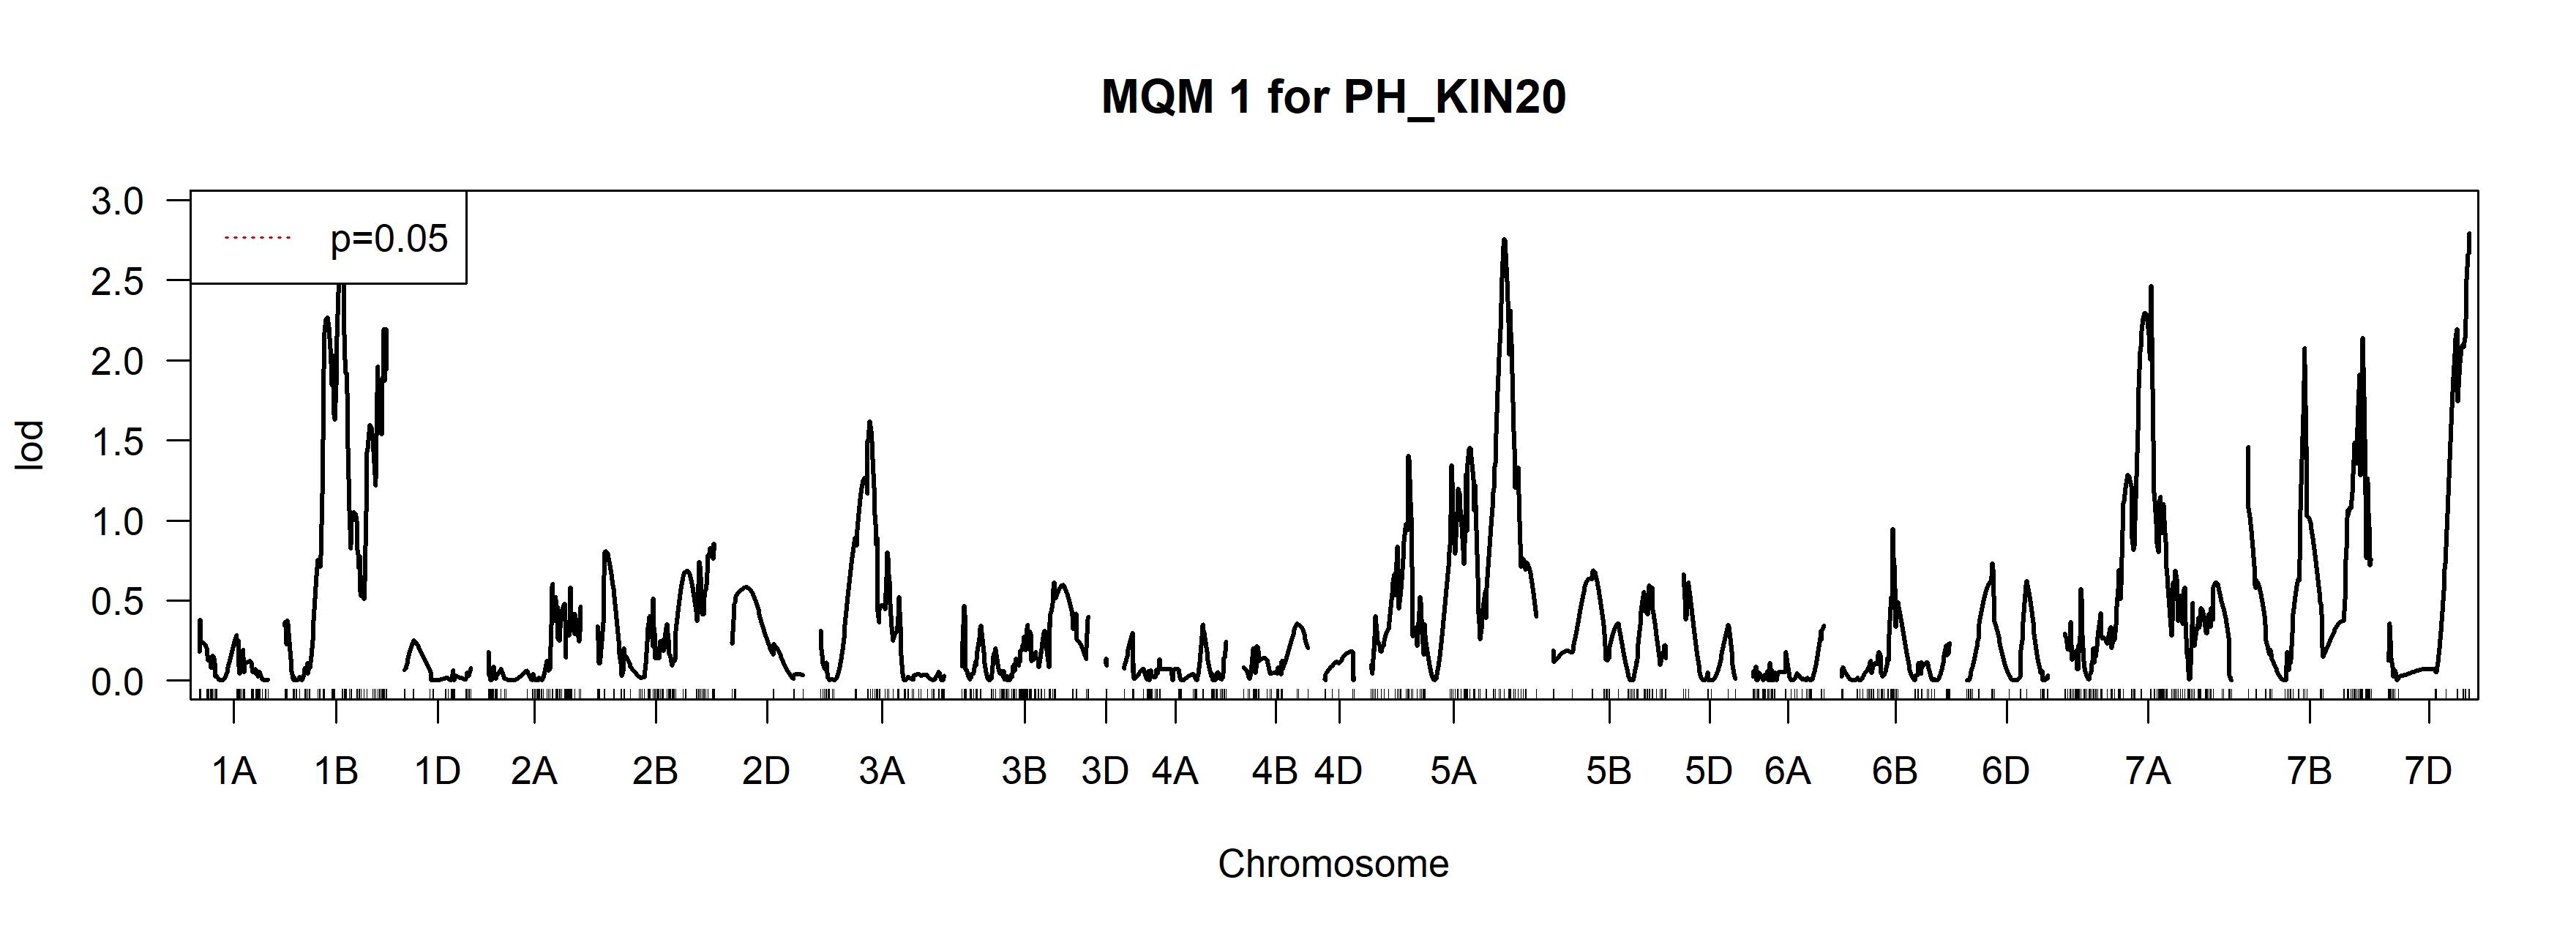 MQM 1 for PH_KIN20
p=0.05
3.0
2.5
2.0
1.5
1.0
0.5
0.0
lod
1A 1B 1D 2A 2B 2D 3A 3B 3D 4A 4B 4D 5A 5B 5D 6A 6B 6D 7A 7B 7D
Chromosome